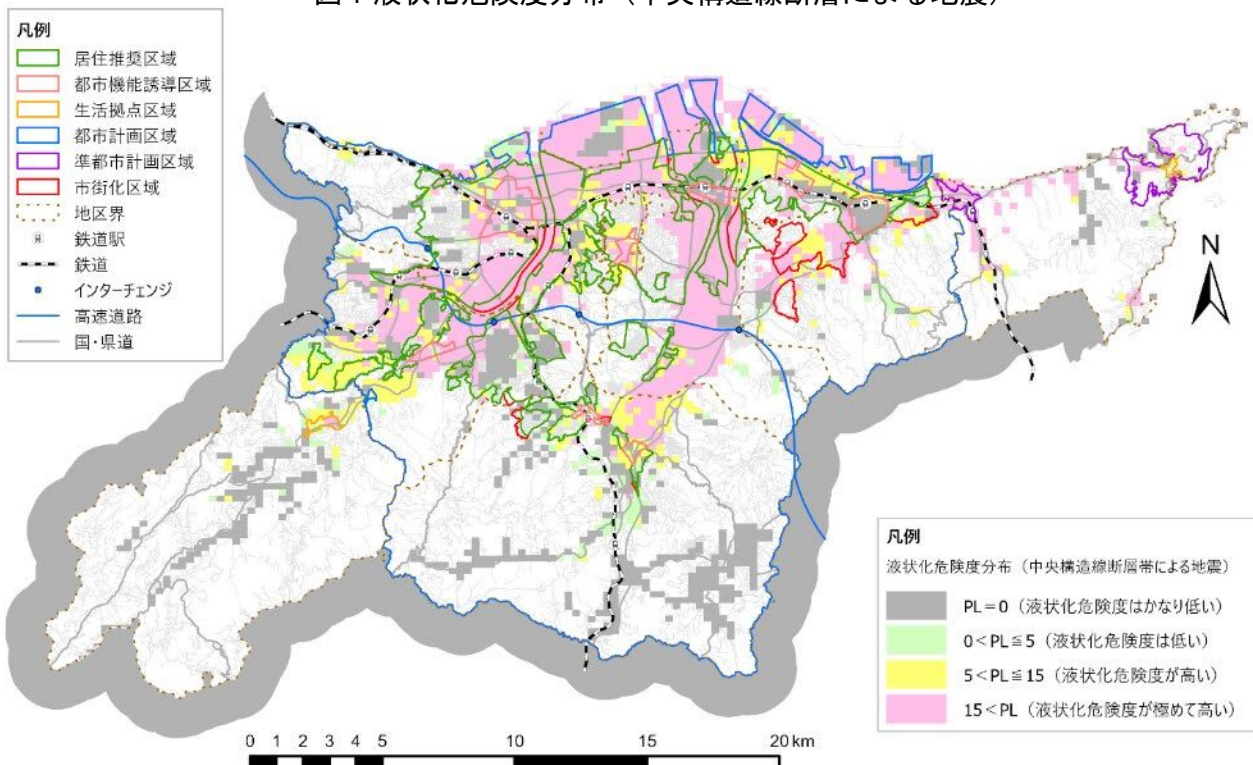 凡例
居住推奨区域
都市機能誘導区域
生活拠点区域
都市計画区域
準都市計画区域
市街化区域
地区界
鉄道駅
鉄道
インターチェンジ
高速道路
国・県道
N
凡例
液状化危険度分布（中央構造線断層帯による地震）
PL＝0（液状化危険度はかなり低い）
0＜PL≦5（液状化危険度は低い）
5＜PL≦15（液状化危険度が高い）
15＜PL（液状化危険度が極めて高い）
0 1 2 3 4 5 10 15 20 km